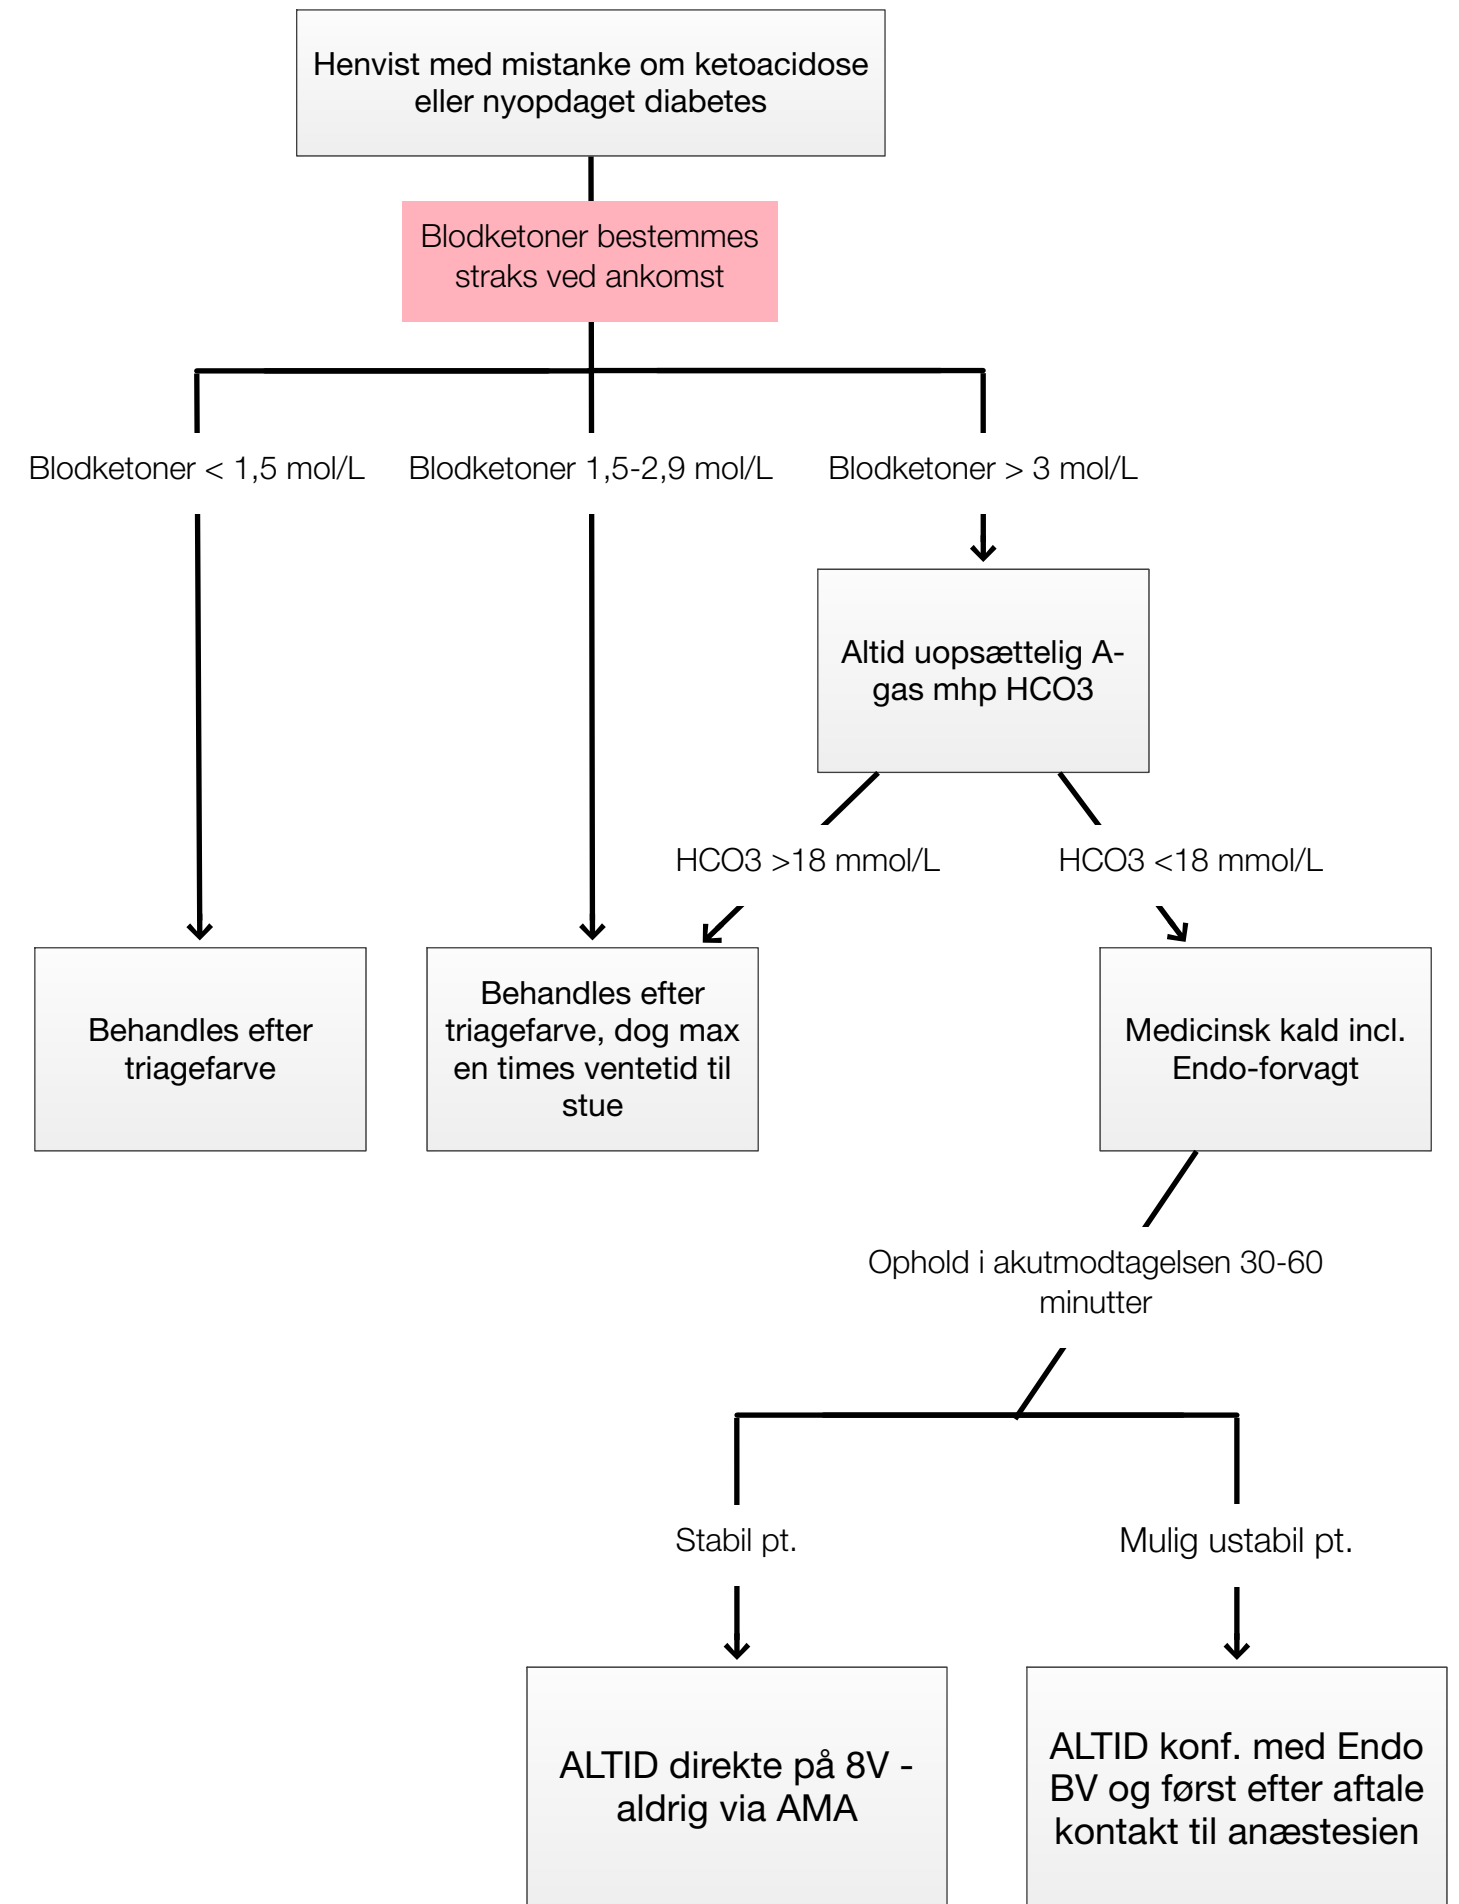 Henvist med mistanke om ketoacidose
eller nyopdaget diabetes
Blodketoner bestemmes
straks ved ankomst
Blodketoner < 1,5 mol/L
Blodketoner 1,5-2,9 mol/L
Blodketoner > 3 mol/L
Altid uopsættelig A-
gas mhp HCO3
HCO3 >18 mmol/L
HCO3 <18 mmol/L
Behandles efter
triagefarve
Behandles efter
triagefarve, dog max
en times ventetid til
stue
Medicinsk kald incl.
Endo-forvagt
Ophold i akutmodtagelsen 30-60
minutter
Stabil pt.
Mulig ustabil pt.
ALTID direkte på 8V -
aldrig via AMA
ALTID konf. med Endo
BV og først efter aftale
kontakt til anæstesien